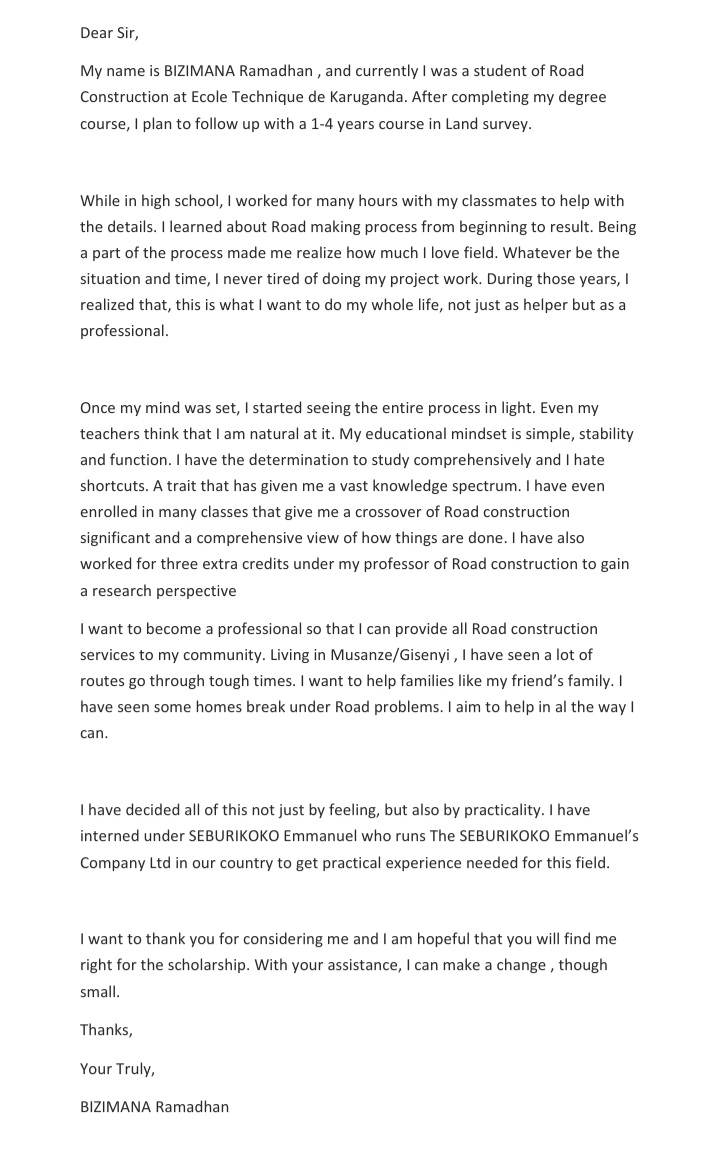 Dear Sir,
My name is BIZIMANA Ramadhan , and currently I was a student of Road
Construction at Ecole Technique de Karuganda. After completing my degree
course, I plan to follow up with a 1-4 years course in Land survey.
While in high school, I worked for many hours with my classmates to help with
the details. I learned about Road making process from beginning to result. Being
a part of the process made me realize how much I love field. Whatever be the
situation and time, I never tired of doing my project work. During those years, I
realized that, this is what I want to do my whole life, not just as helper but as a
professional.
Once my mind was set, I started seeing the entire process in light. Even my
teachers think that I am natural at it. My educational mindset is simple, stability
and function. I have the determination to study comprehensively and I hate
shortcuts. A trait that has given me a vast knowledge spectrum. I have even
enrolled in many classes that give me a crossover of Road construction
significant and a comprehensive view of how things are done. I have also
worked for three extra credits under my professor of Road construction to gain
a research perspective
I want to become a professional so that I can provide all Road construction
services to my community. Living in Musanze/Gisenyi , I have seen a lot of
routes go through tough times. I want to help families like my friend’s family. I
have seen some homes break under Road problems. I aim to help in al the way I
can.
I have decided all of this not just by feeling, but also by practicality. I have
interned under SEBURIKOKO Emmanuel who runs The SEBURIKOKO Emmanuel’s
Company Ltd in our country to get practical experience needed for this field.
I want to thank you for considering me and I am hopeful that you will find me
right for the scholarship. With your assistance, I can make a change , though
small.
Thanks,
Your Truly,
BIZIMANA Ramadhan